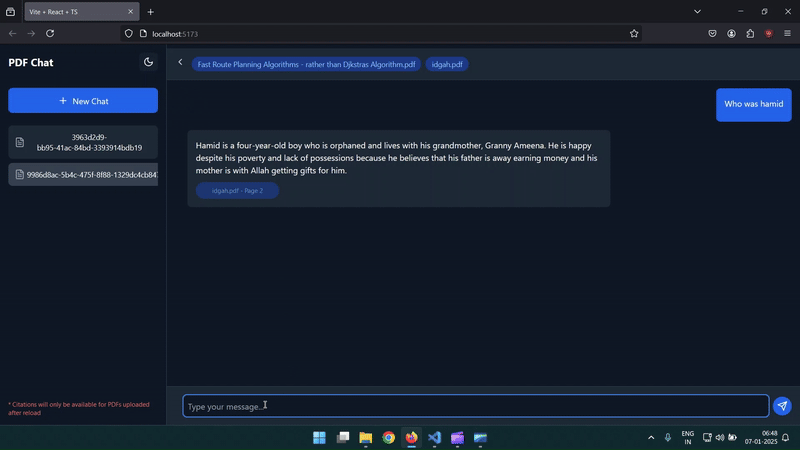 Vite + React + TS
localhost:5173
PDF Chat
New Chat
3963d2d9-
bb95-41ac-84bd-3393914bdb19
9986d8ac-5b4c-475f-8f88-1329dc4cb84
* Citations will only be available for PDFs uploaded
after reload
Fast Route Planning Algorithms - rather than Djkstras Algorithm.pdf
idgah.pdf
Who was hamid
Hamid is a four-year-old boy who is orphaned and lives with his grandmother, Granny Ameena. He is happy
despite his poverty and lack of possessions because he believes that his father is away earning money and his
mother is with Allah getting gifts for him.
idgah.pdf - Page 2
Type your message...
ENG
IN
06:48
07-01-2025